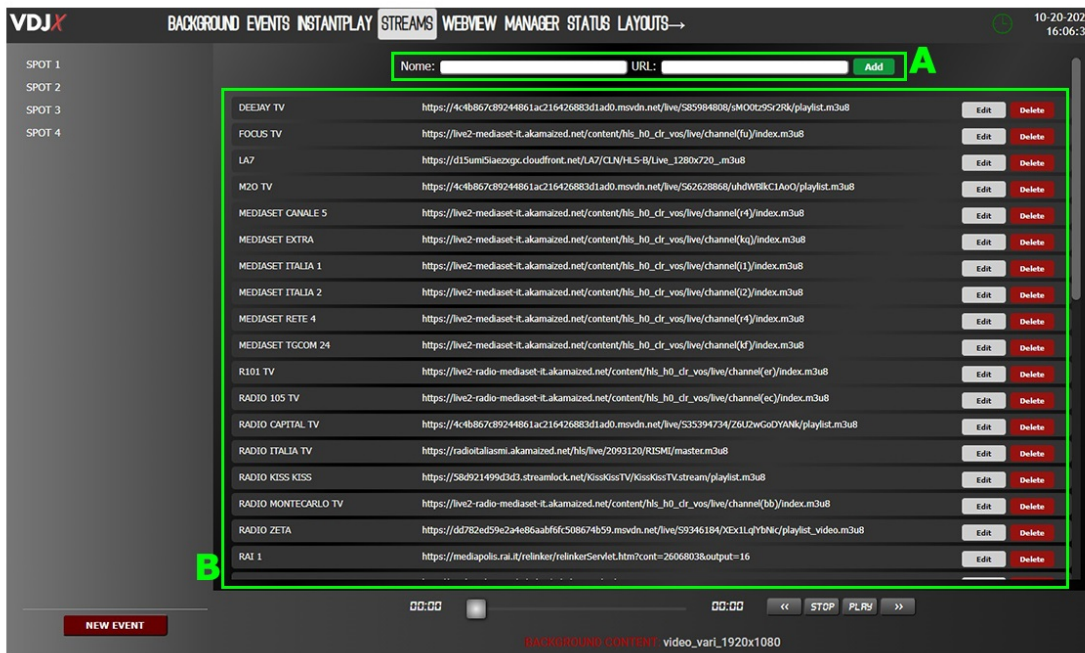 VDJX BACKGROUND EVENTS INSTANTPLAY STREAMS WEBVIEW MANAGER STATUS LAYOUTS→ 10-20-202
16:06:3
SPOT 1
SPOT 2
SPOT 3
SPOT 4
Nome: URL: Add A
DEEJAY TV https://4c4b867c89244861ac216426883d1ad0.msvdn.net/live/S85984808/sMO0tz9Sr2Rk/playlist.m3u8 Edit Delete
FOCUS TV https://live2-mediaset-it.akamaized.net/content/hls_h0_clr_vos/live/channel(fu)/index.m3u8 Edit Delete
LA7 https://d15umi5iaezxgx.cloudfront.net/LA7/CLN/HLS-B/Live_1280x720_.m3u8 Edit Delete
M2O TV https://4c4b867c89244861ac216426883d1ad0.msvdn.net/live/S62628868/uhdWBlkC1AoO/playlist.m3u8 Edit Delete
MEDIASET CANALE 5 https://live2-mediaset-it.akamaized.net/content/hls_h0_clr_vos/live/channel(r4)/index.m3u8 Edit Delete
MEDIASET EXTRA https://live2-mediaset-it.akamaized.net/content/hls_h0_clr_vos/live/channel(kq)/index.m3u8 Edit Delete
MEDIASET ITALIA 1 https://live2-mediaset-it.akamaized.net/content/hls_h0_clr_vos/live/channel(i1)/index.m3u8 Edit Delete
MEDIASET ITALIA 2 https://live2-mediaset-it.akamaized.net/content/hls_h0_clr_vos/live/channel(i2)/index.m3u8 Edit Delete
MEDIASET RETE 4 https://live2-mediaset-it.akamaized.net/content/hls_h0_clr_vos/live/channel(r4)/index.m3u8 Edit Delete
MEDIASET TGCOM 24 https://live2-mediaset-it.akamaized.net/content/hls_h0_clr_vos/live/channel(kf)/index.m3u8 Edit Delete
R101 TV https://live2-radio-mediaset-it.akamaized.net/content/hls_h0_clr_vos/live/channel(er)/index.m3u8 Edit Delete
RADIO 105 TV https://live2-radio-mediaset-it.akamaized.net/content/hls_h0_clr_vos/live/channel(ec)/index.m3u8 Edit Delete
RADIO CAPITAL TV https://4c4b867c89244861ac216426883d1ad0.msvdn.net/live/S35394734/Z6U2wGoDYANk/playlist.m3u8 Edit Delete
RADIO ITALIA TV https://radioitaliasmi.akamaized.net/hls/live/2093120/RISMI/master.m3u8 Edit Delete
RADIO KISS KISS https://58d921499d3d3.streamlock.net/KissKissTV/KissKissTV.stream/playlist.m3u8 Edit Delete
RADIO MONTECARLO TV https://live2-radio-mediaset-it.akamaized.net/content/hls_h0_clr_vos/live/channel(bb)/index.m3u8 Edit Delete
RADIO ZETA https://dd782ed59e2a4e86aabf6fc508674b59.msvdn.net/live/S9346184/XEx1LqlYbNic/playlist_video.m3u8 Edit Delete
RAI 1 https://mediapolis.rai.it/relinker/relinkerServlet.htm?cont=2606803&output=16 Edit Delete
B
00:00 00:00 << STOP PLAY >>
NEW EVENT
BACKGROUND CONTENT: video_vari_1920x1080